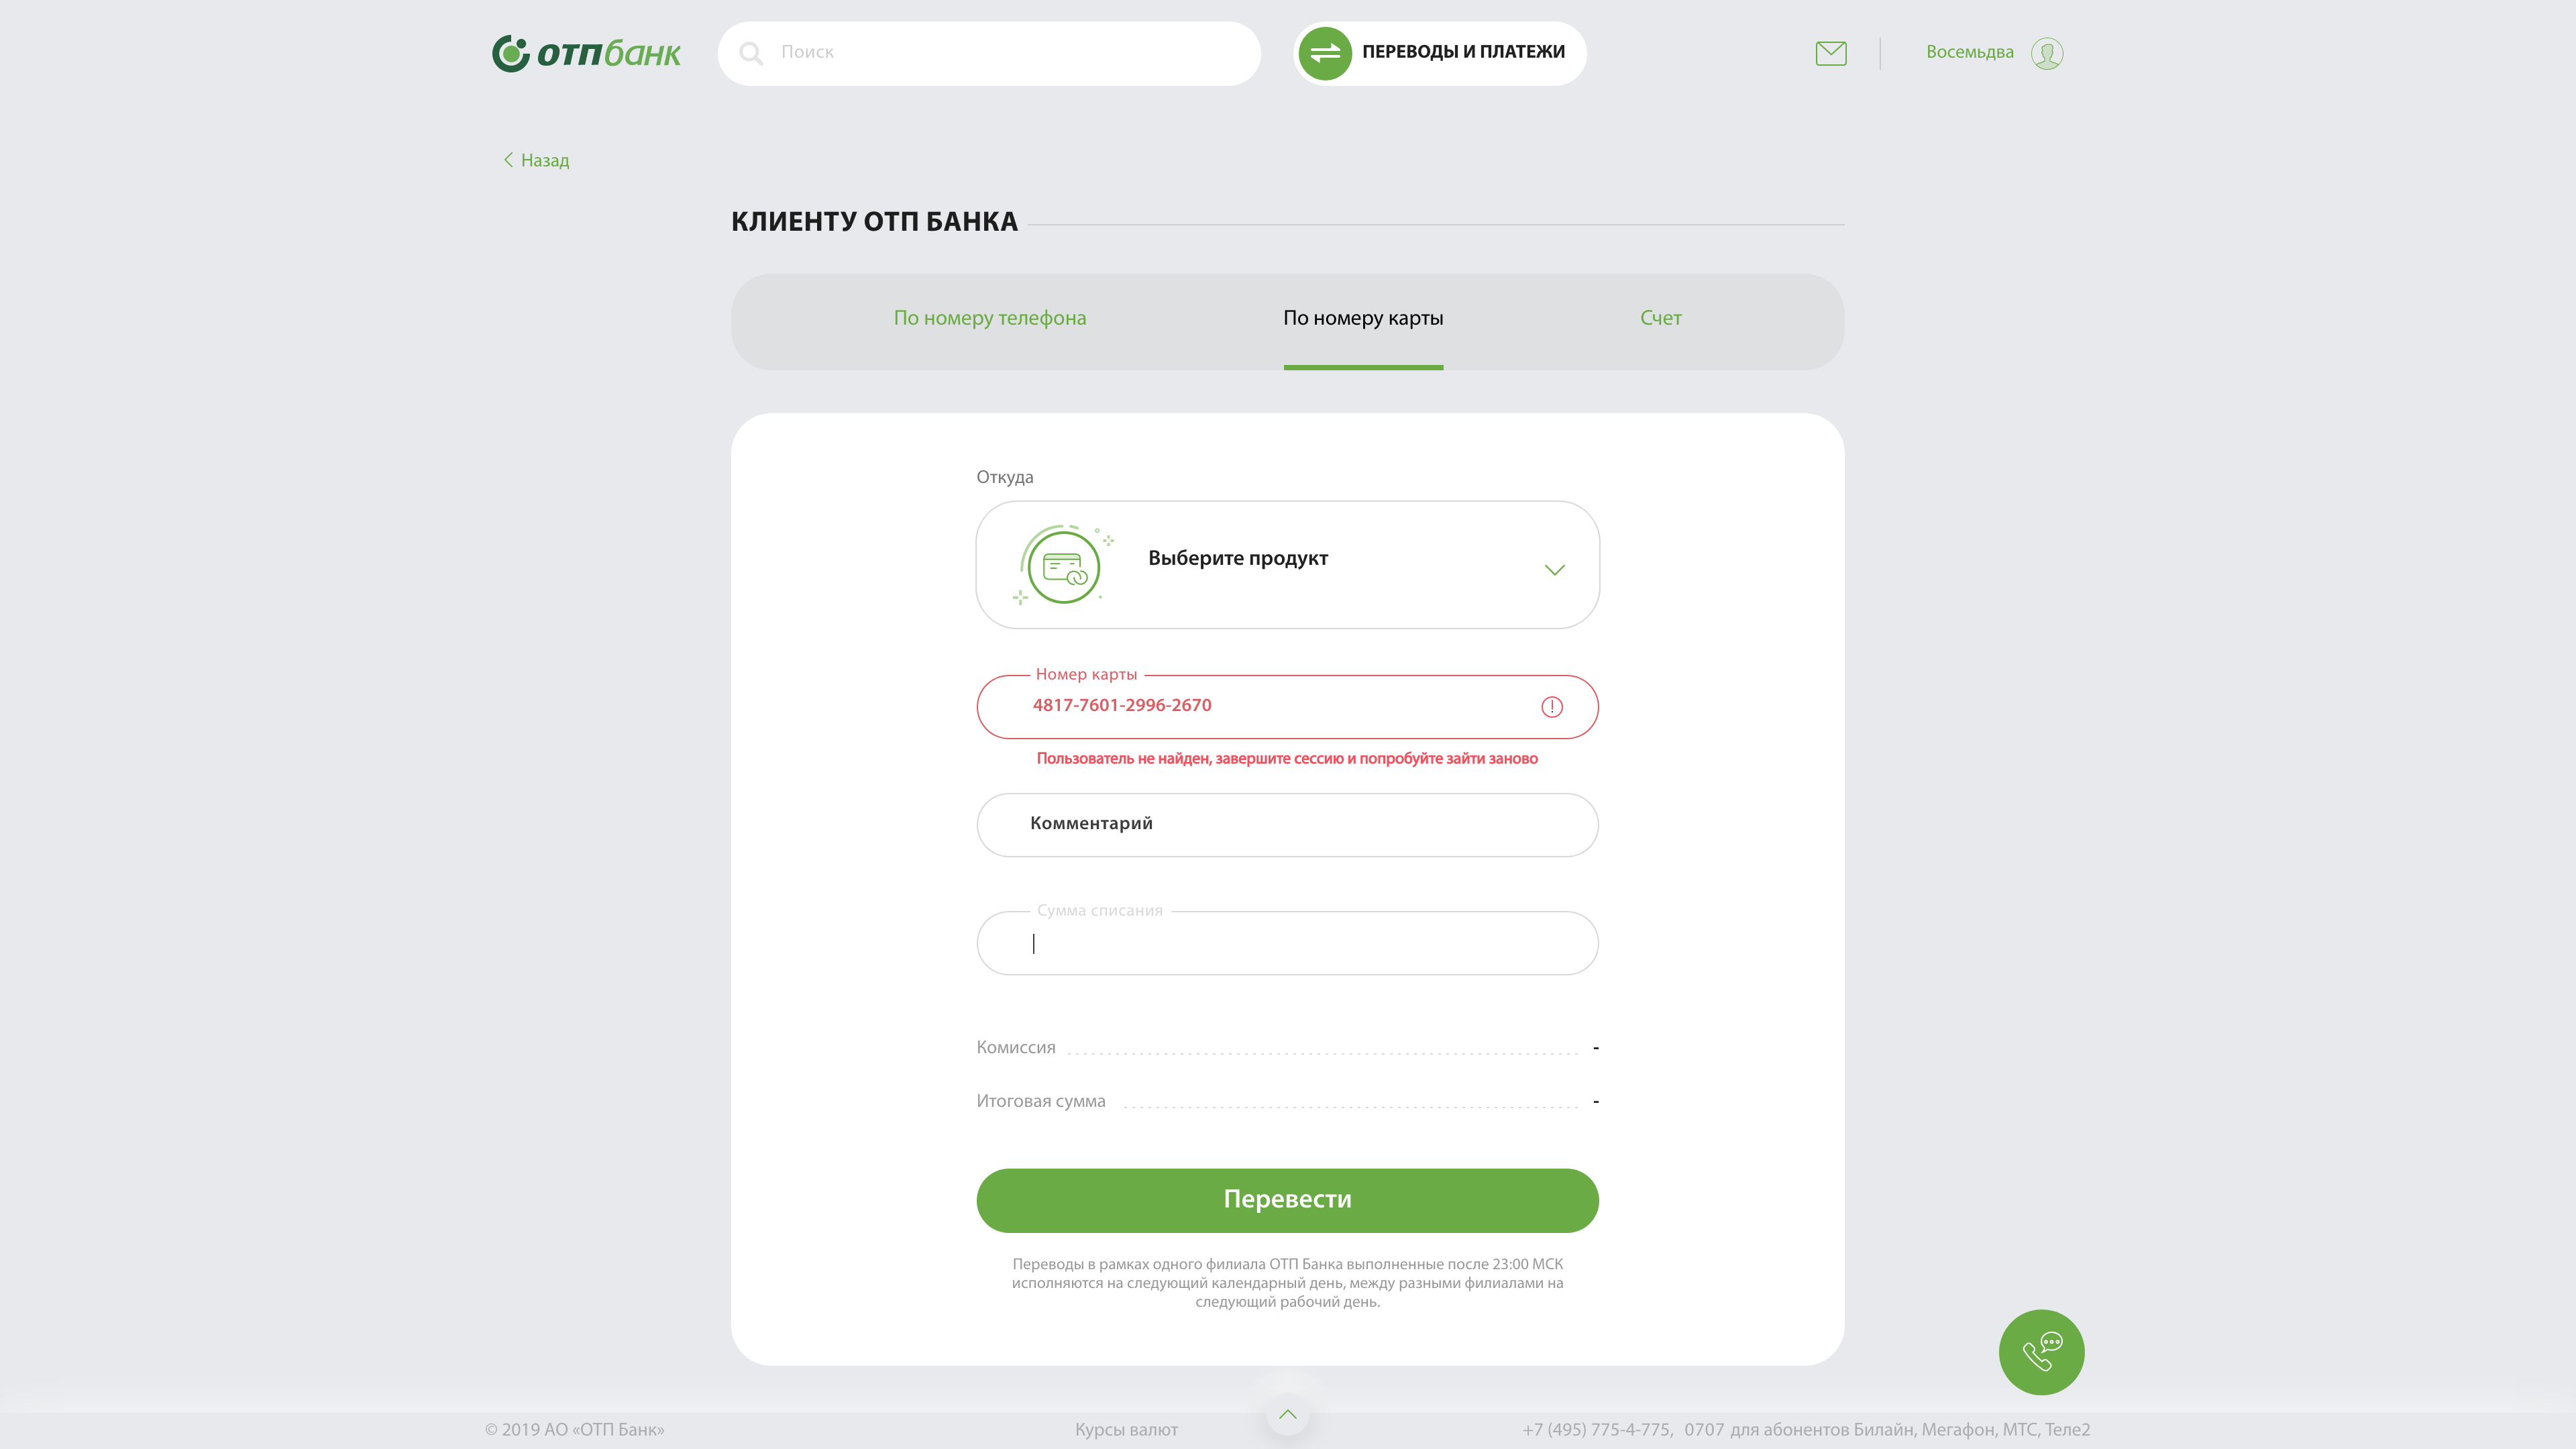 отпбанк
Поиск
ПЕРЕВОДЫ И ПЛАТЕЖИ
Восемьдва
Назад
КЛИЕНТУ ОТП БАНКА
По номеру телефона
По номеру карты
Счет
Откуда
Выберите продукт
Номер карты
4817-7601-2996-2670
Пользователь не найден, завершите сессию и попробуйте зайти заново
Комментарий
Сумма списания
Комиссия -
Итоговая сумма -
Перевести
Переводы в рамках одного филиала ОТП Банка выполненные после 23:00 МСК
исполняются на следующий календарный день, между разными филиалами на
следующий рабочий день.
© 2019 АО «ОТП Банк»
Курсы валют
+7 (495) 775-4-775, 0707 для абонентов Билайн, Мегафон, МТС, Теле2